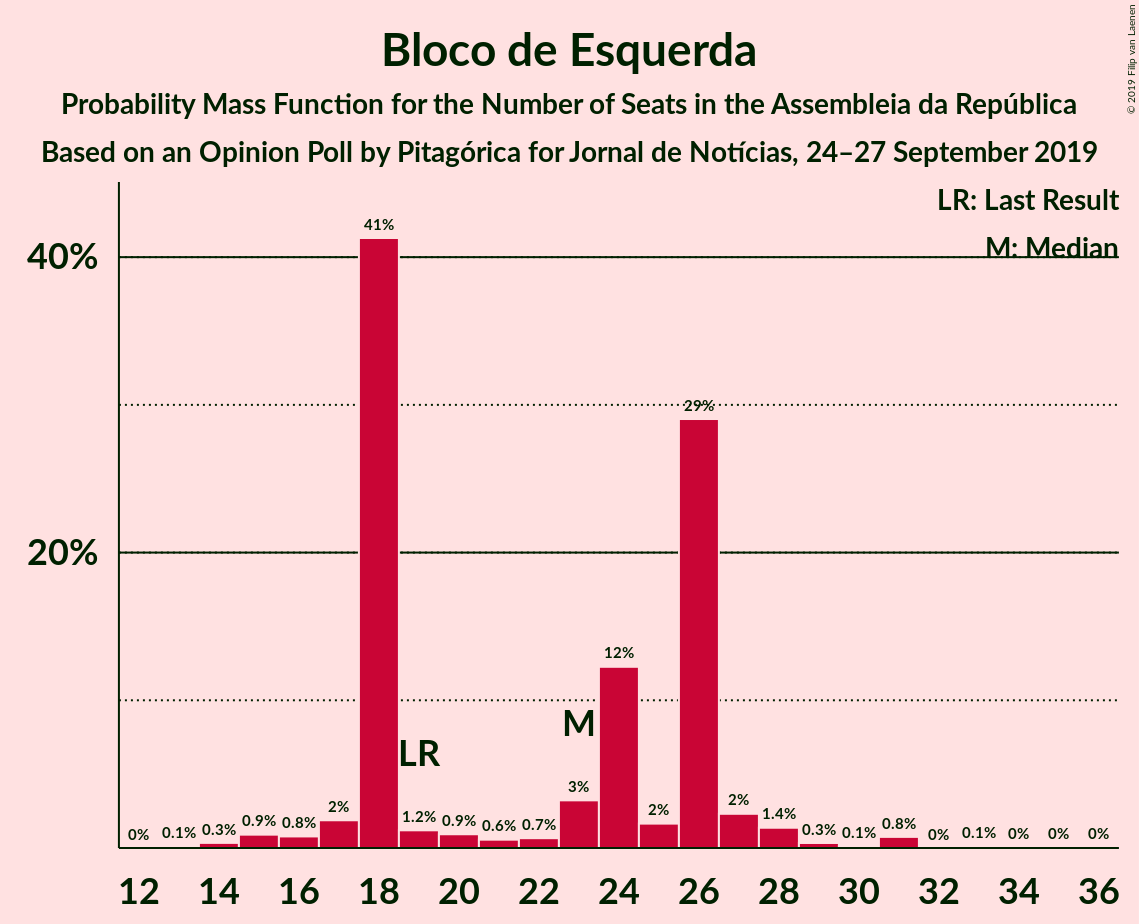 Bloco de Esquerda
Probability Mass Function for the Number of Seats in the Assembleia da República
Based on an Opinion Poll by Pitagórica for Jornal de Notícias, 24–27 September 2019
© 2019 Filip van Laenen
LR: Last Result
M: Median
40%
20%
0% 0.1% 0.3% 0.9% 0.8% 2% 41% 1.2% 0.9% 0.6% 0.7% 3% 12% 2% 29% 2% 1.4% 0.3% 0.1% 0.8% 0% 0.1% 0% 0% 0%
LR
M
12 14 16 18 20 22 24 26 28 30 32 34 36